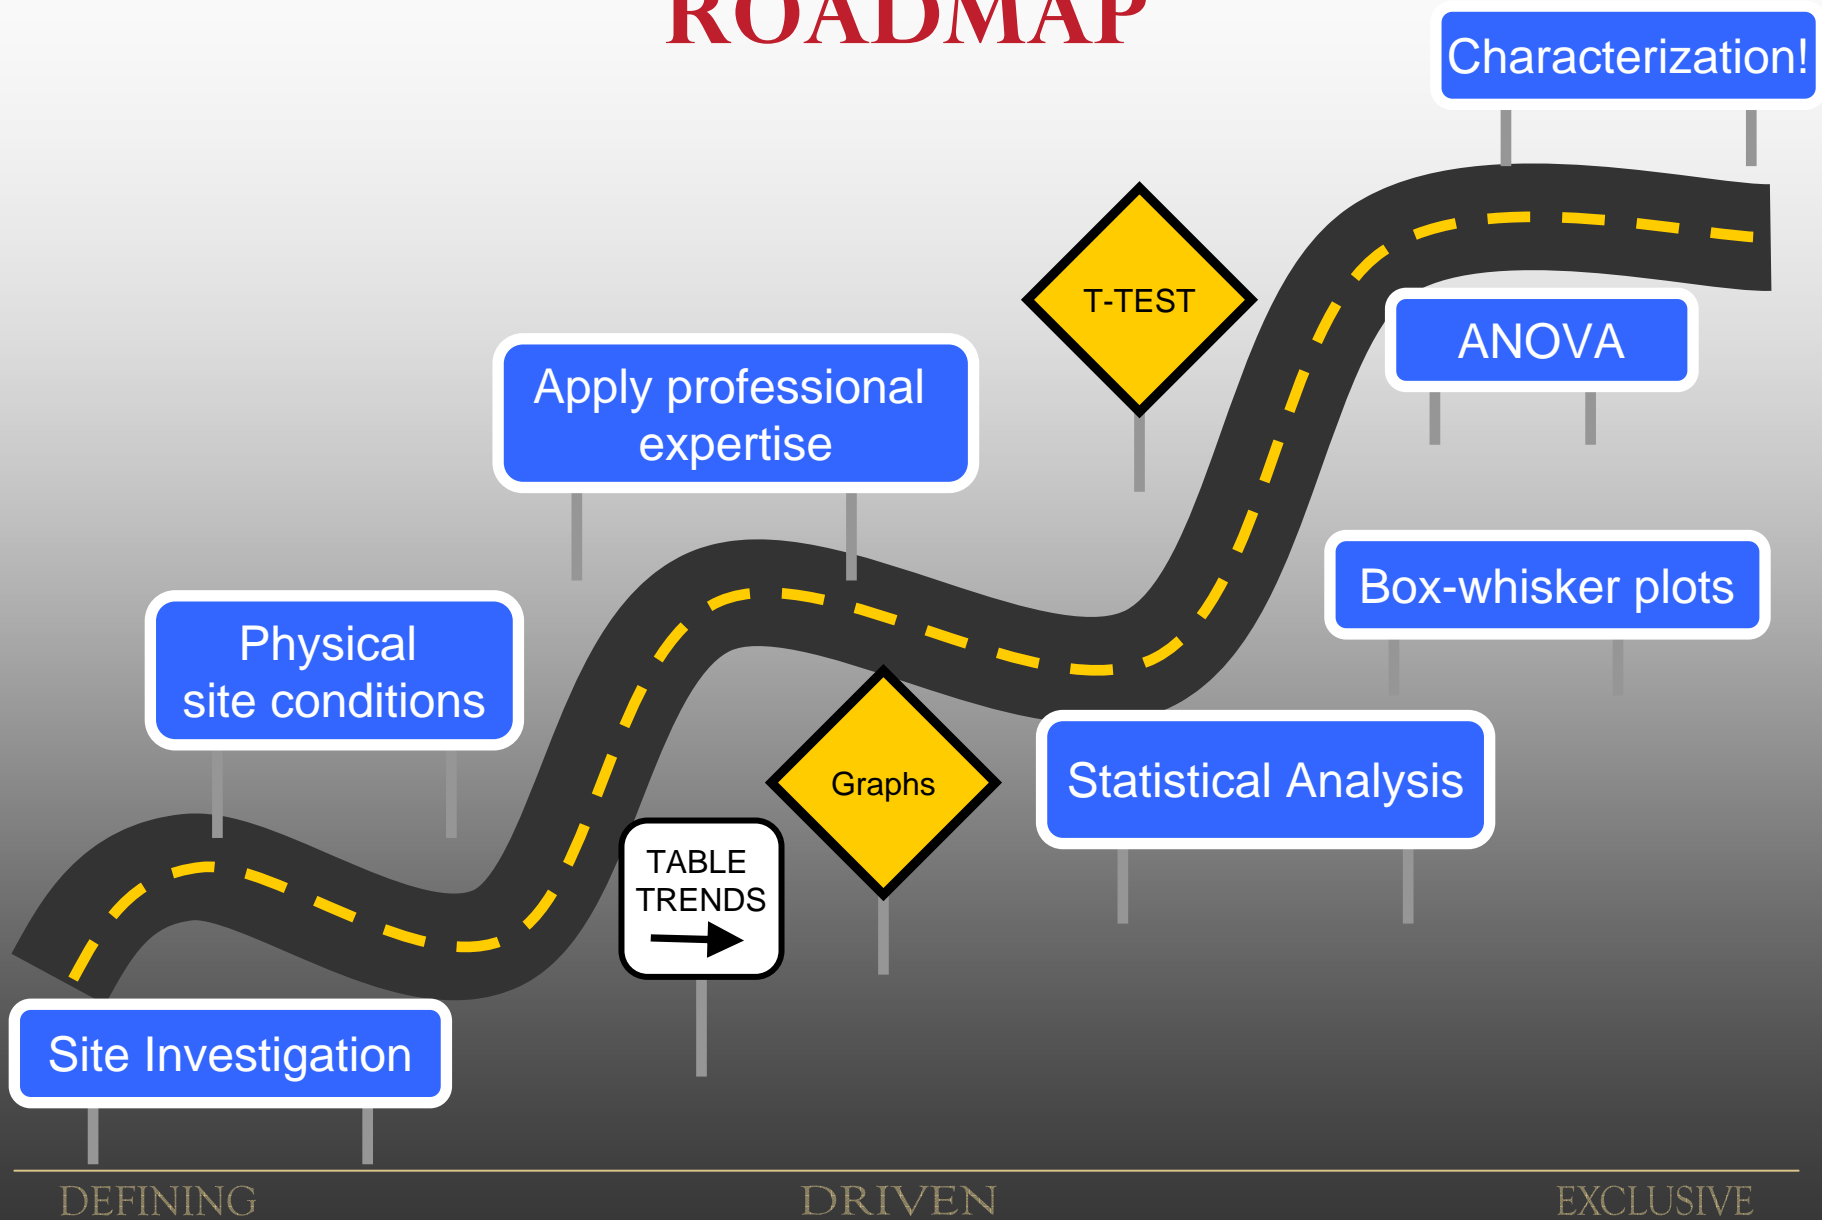 ROADMAP
Characterization!
T-TEST
ANOVA
Apply professional
expertise
Box-whisker plots
Physical
site conditions
Graphs
Statistical Analysis
TABLE
TRENDS
Site Investigation
DEFINING
DRIVEN
EXCLUSIVE